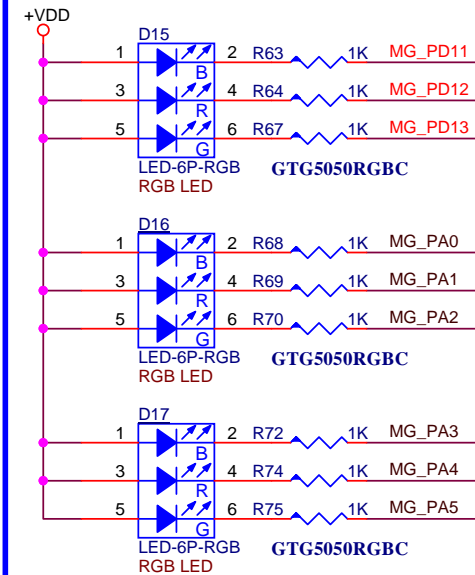 +VDD
D15
1 2 R63 1K MG_PD11
B
3 4 R64 1K MG_PD12
R
5 6 R67 1K MG_PD13
G
LED-6P-RGB GTG5050RGBC
RGB LED
D16
1 2 R68 1K MG_PA0
B
3 4 R69 1K MG_PA1
R
5 6 R70 1K MG_PA2
G
LED-6P-RGB GTG5050RGBC
RGB LED
D17
1 2 R72 1K MG_PA3
B
3 4 R74 1K MG_PA4
R
5 6 R75 1K MG_PA5
G
LED-6P-RGB GTG5050RGBC
RGB LED